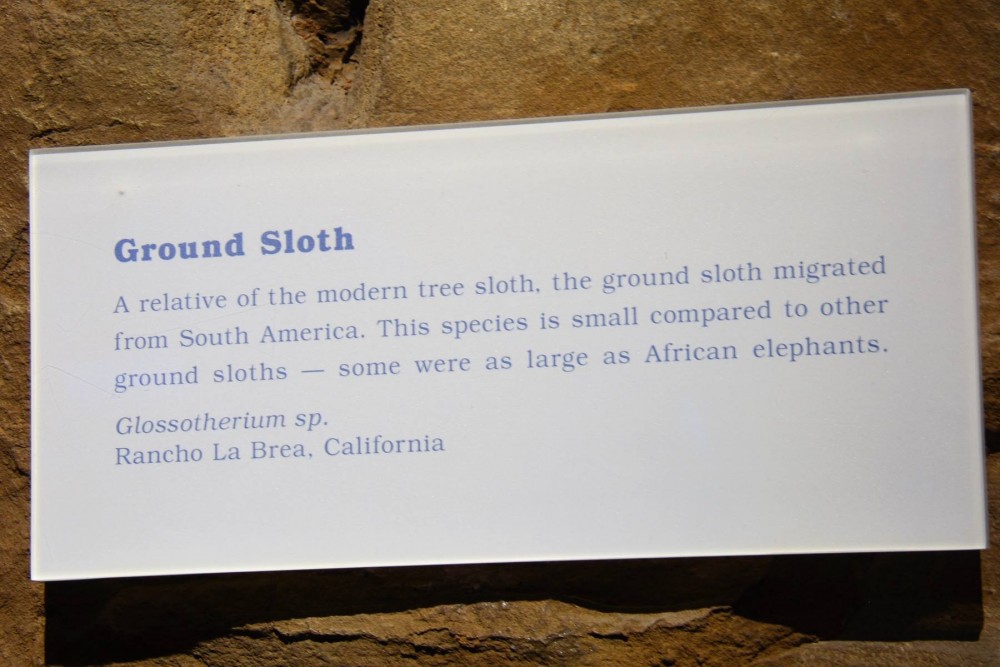 Ground Sloth
A relative of the modern tree sloth, the ground sloth migrated
from South America. This species is small compared to other
ground sloths — some were as large as African elephants.
Glossotherium sp.
Rancho La Brea, California